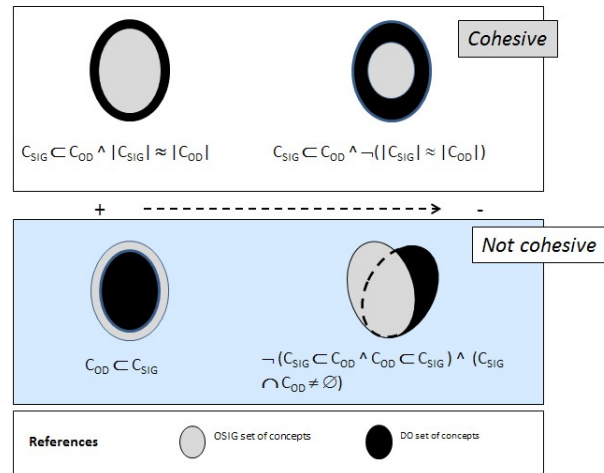 Cohesive
C_SIG ⊂ C_OD ^ |C_SIG| ≈ |C_OD|
C_SIG ⊂ C_OD ^ ¬(|C_SIG| ≈ |C_OD|)
+ -
Not cohesive
C_OD ⊂ C_SIG
¬ (C_SIG ⊂ C_OD ^ C_OD ⊂ C_SIG) ^ (C_SIG
∩ C_OD ≠ ∅)
References
OSIG set of concepts
DO set of concepts